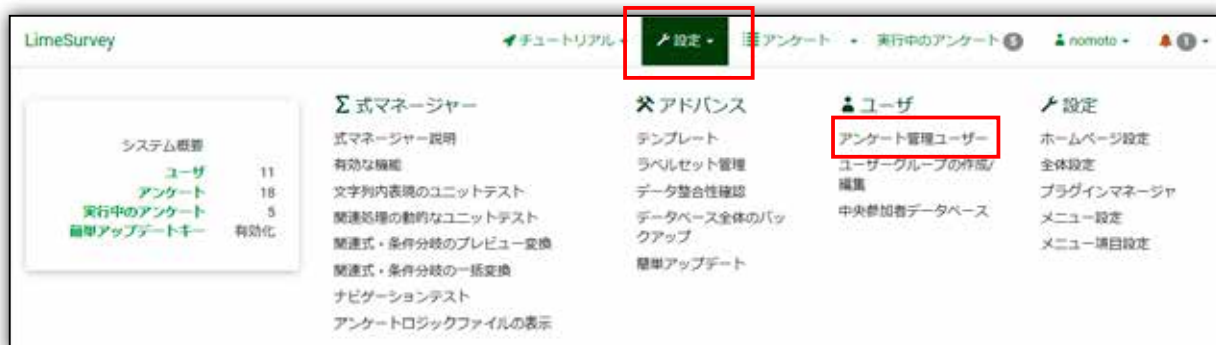 LimeSurvey
チュートリアル
設定
アンケート
実行中のアンケート 5
nomoto
1
システム概要
ユーザ 11
アンケート 18
実行中のアンケート 5
簡単アップデートキー 有効化
式マネージャー
式マネージャー説明
有効な機能
文字列内表現のユニットテスト
関連処理の動的なユニットテスト
関連式・条件分岐のプレビュー変換
関連式・条件分岐の一括変換
ナビゲーションテスト
アンケートロジックファイルの表示
アドバンス
テンプレート
ラベルセット管理
データ整合性確認
データベース全体のバッ
クアップ
簡単アップデート
ユーザ
アンケート管理ユーザー
ユーザーグループの作成/
編集
中央参加者データベース
設定
ホームページ設定
全体設定
プラグインマネージャ
メニュー設定
メニュー項目設定